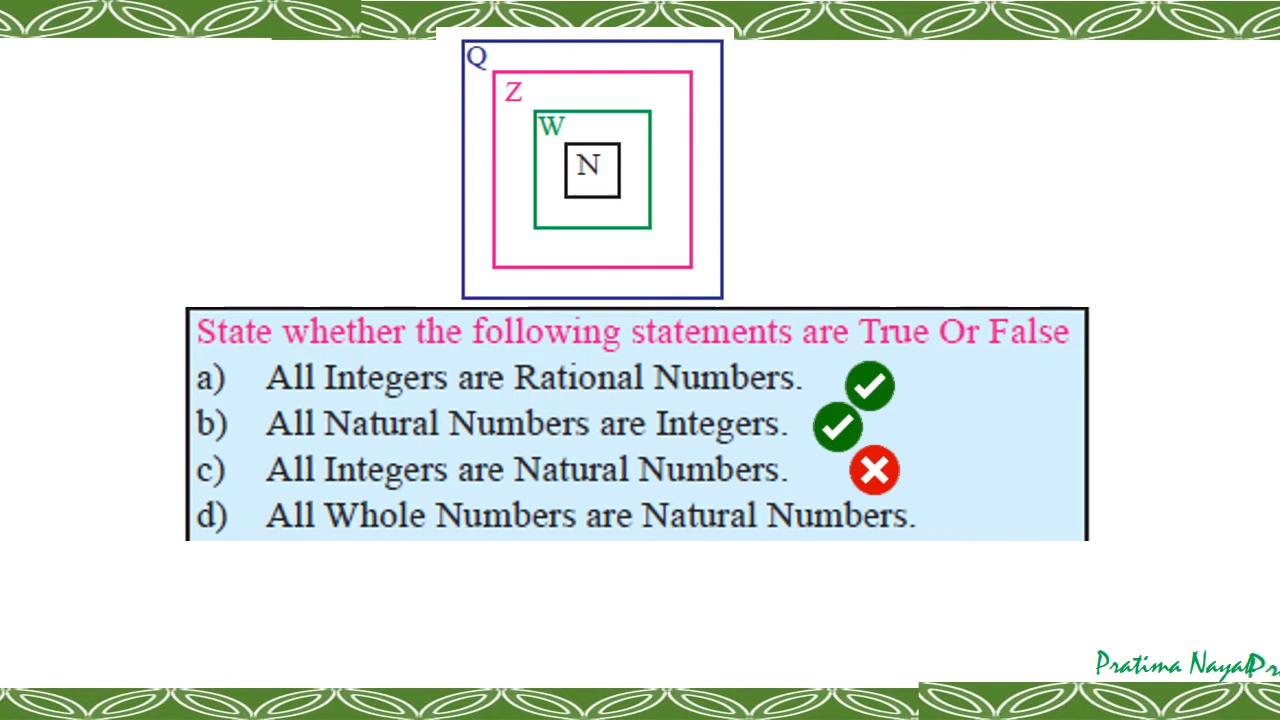 Q
Z
W
N
State whether the following statements are True Or False
a) All Integers are Rational Numbers.
b) All Natural Numbers are Integers.
c) All Integers are Natural Numbers.
d) All Whole Numbers are Natural Numbers.
Pratima